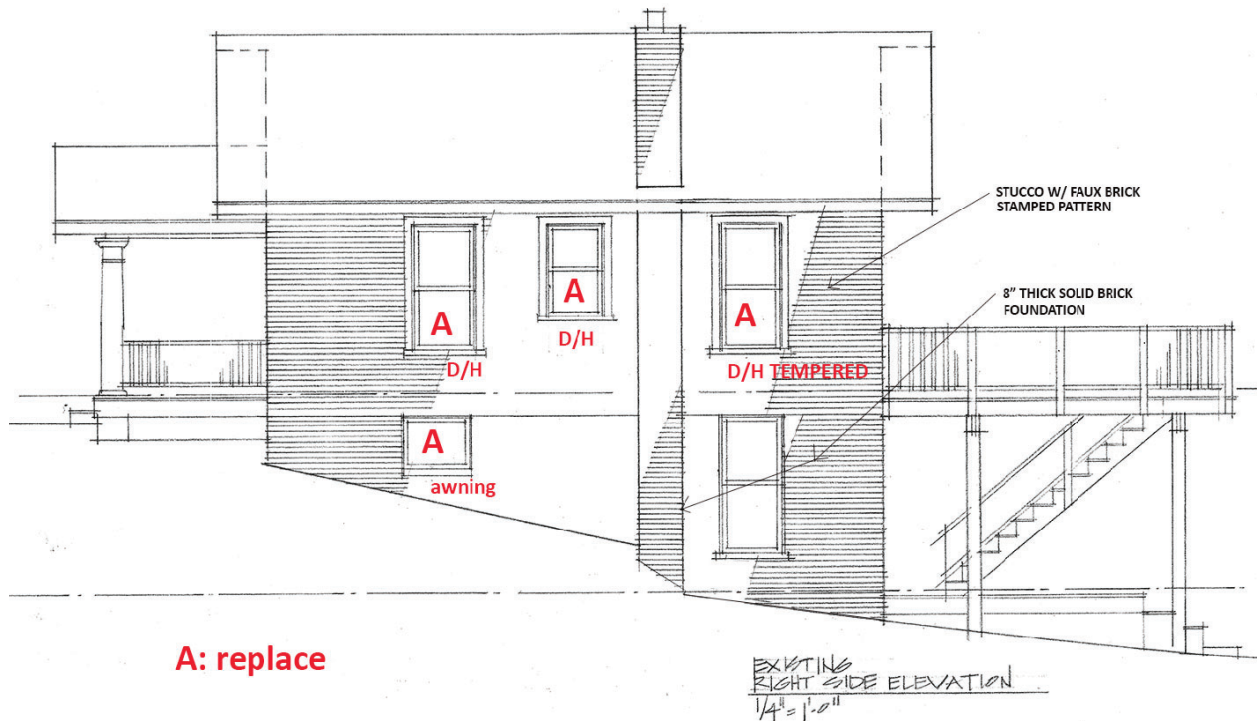 STUCCO W/ FAUX BRICK
STAMPED PATTERN
8” THICK SOLID BRICK
FOUNDATION
A
A
A
D/H
D/H
D/H TEMPERED
A
awning
A: replace
EXISTING
RIGHT SIDE ELEVATION
1/4" = 1'-0"